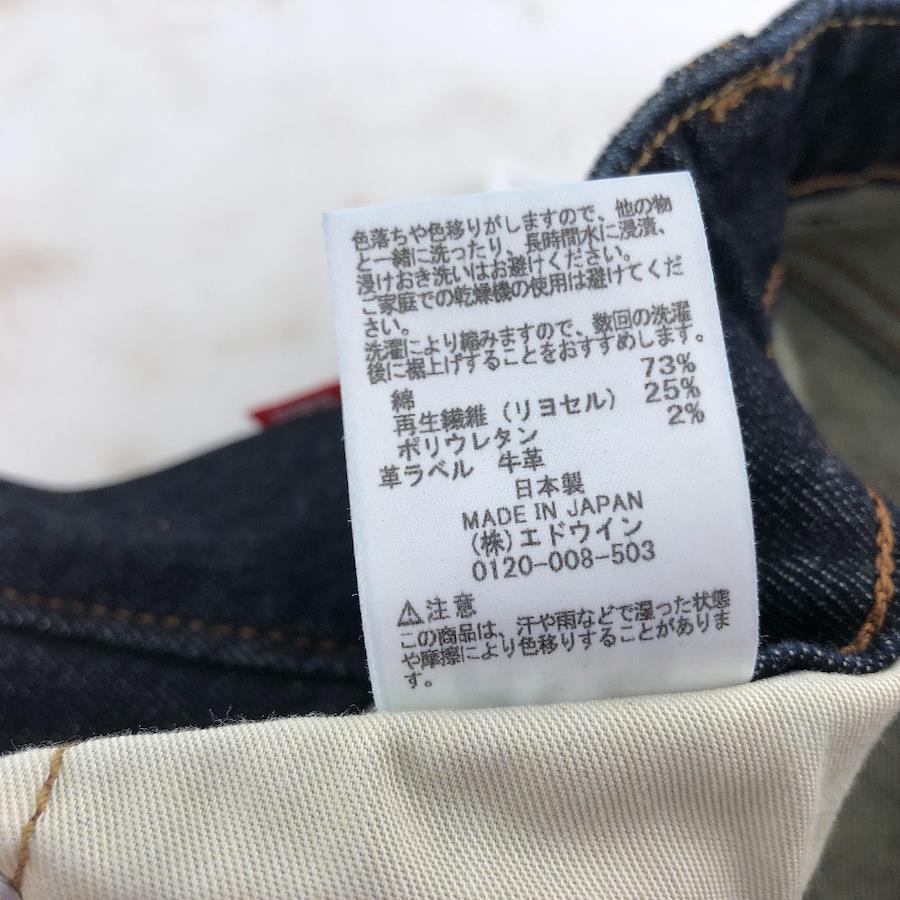 色落ちや色移りがしますので、他の物
と一緒に洗ったり、長時間水に浸漬、
浸けおき洗いはお避けください。
ご家庭での乾燥機の使用は避けてくだ
さい。
洗濯により縮みますので、数回の洗濯
後に裾上げすることをおすすめします。
綿 73%
再生繊維（リヨセル） 25%
ポリウレタン 2%
革ラベル 牛革
日本製
MADE IN JAPAN
(株)エドウイン
0120-008-503
⚠注意
この商品は、汗や雨などで湿った状態
や摩擦により色移りすることがありま
す。